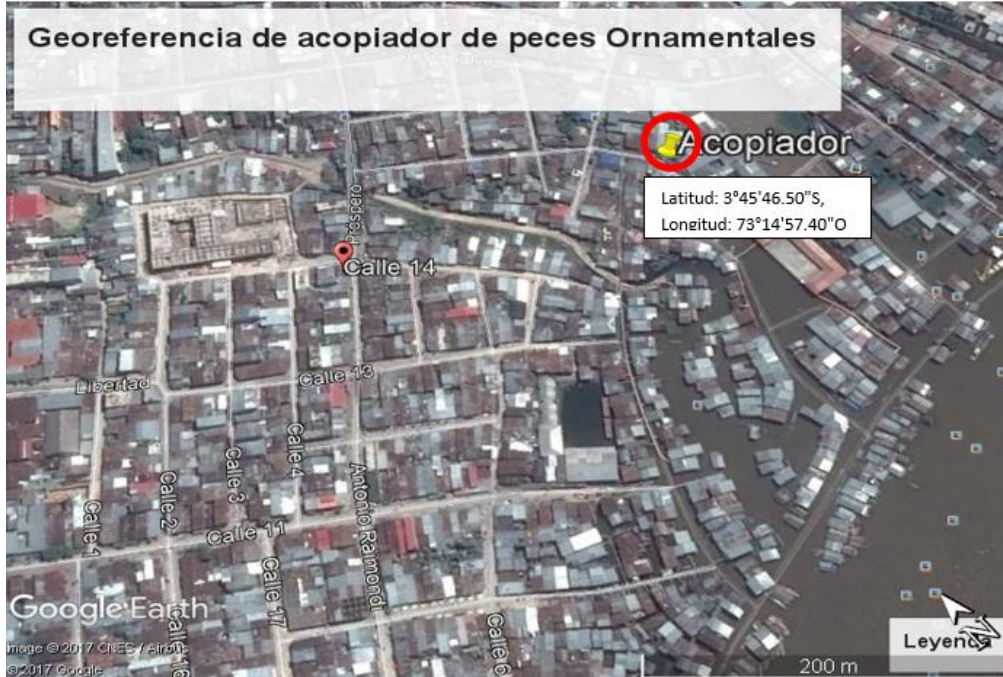 Georeferencia de acopiador de peces Ornamentales
Acopiador
Latitud: 3°45'46.50"S,
Longitud: 73°14'57.40"O
Prospero
Calle 14
Calle 13
Libertad
Calle 4
Calle 3
Calle 2
Calle 1
Antonio Raimondi
Calle 11
Calle 17
Calle 6
Calle 16
Google Earth
Image © 2017 CNES / Airbus
© 2017 Google
200 m
Leyenda
N